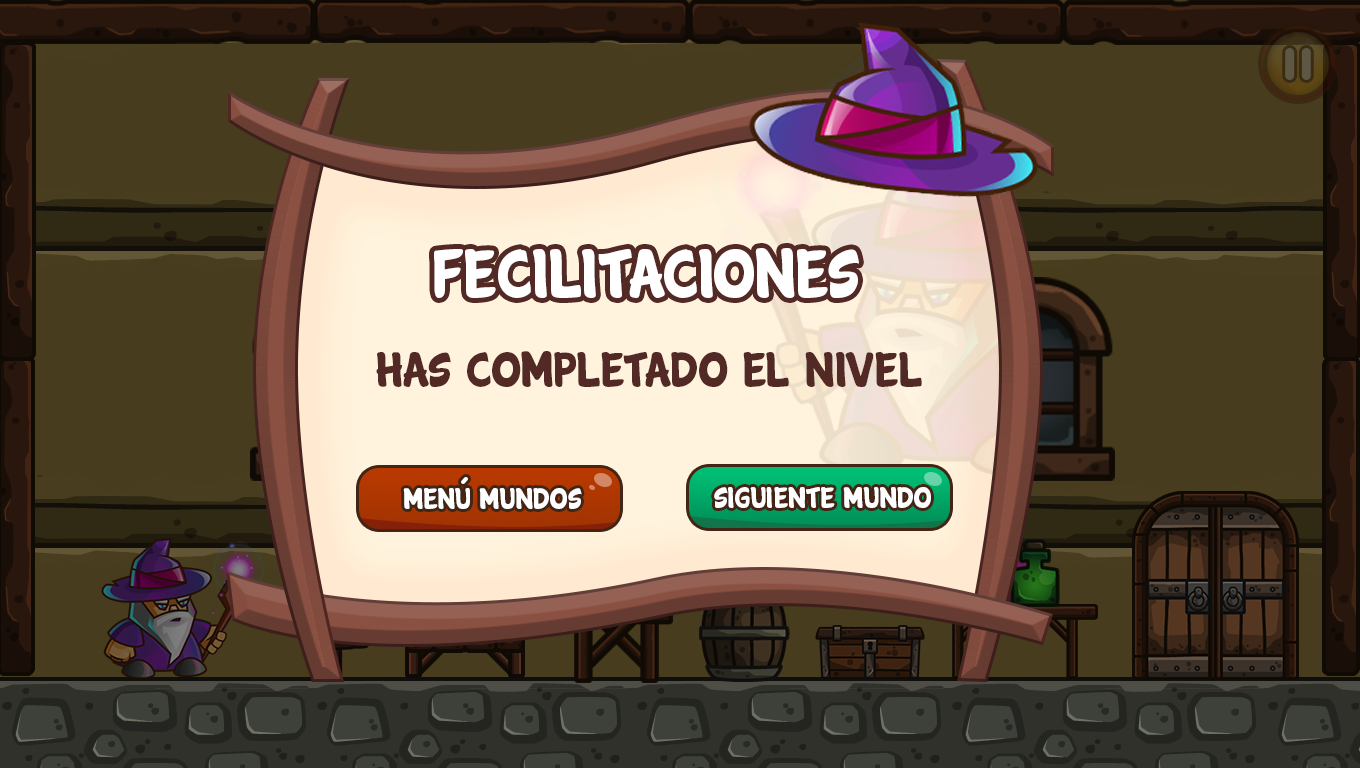 FECILITACIONES
HAS COMPLETADO EL NIVEL
MENÚ MUNDOS
SIGUIENTE MUNDO